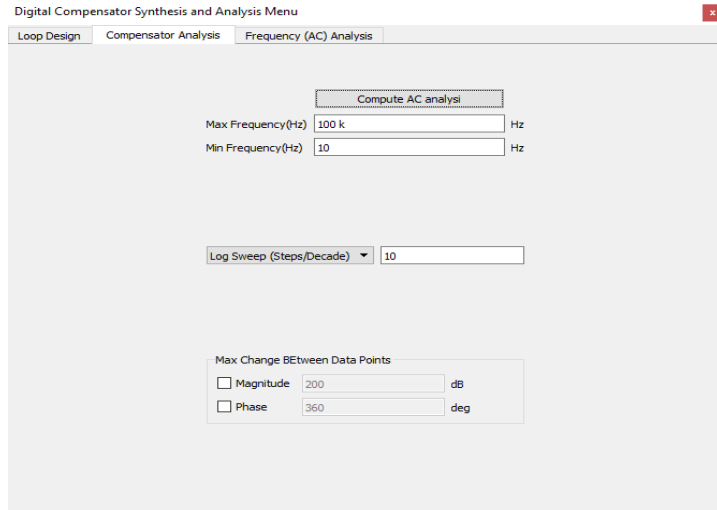 Digital Compensator Synthesis and Analysis Menu
x
Loop Design Compensator Analysis Frequency (AC) Analysis
Compute AC analysi
Max Frequency(Hz) 100 k Hz
Min Frequency(Hz) 10 Hz
Log Sweep (Steps/Decade) 10
Max Change BEtween Data Points
Magnitude 200 dB
Phase 360 deg